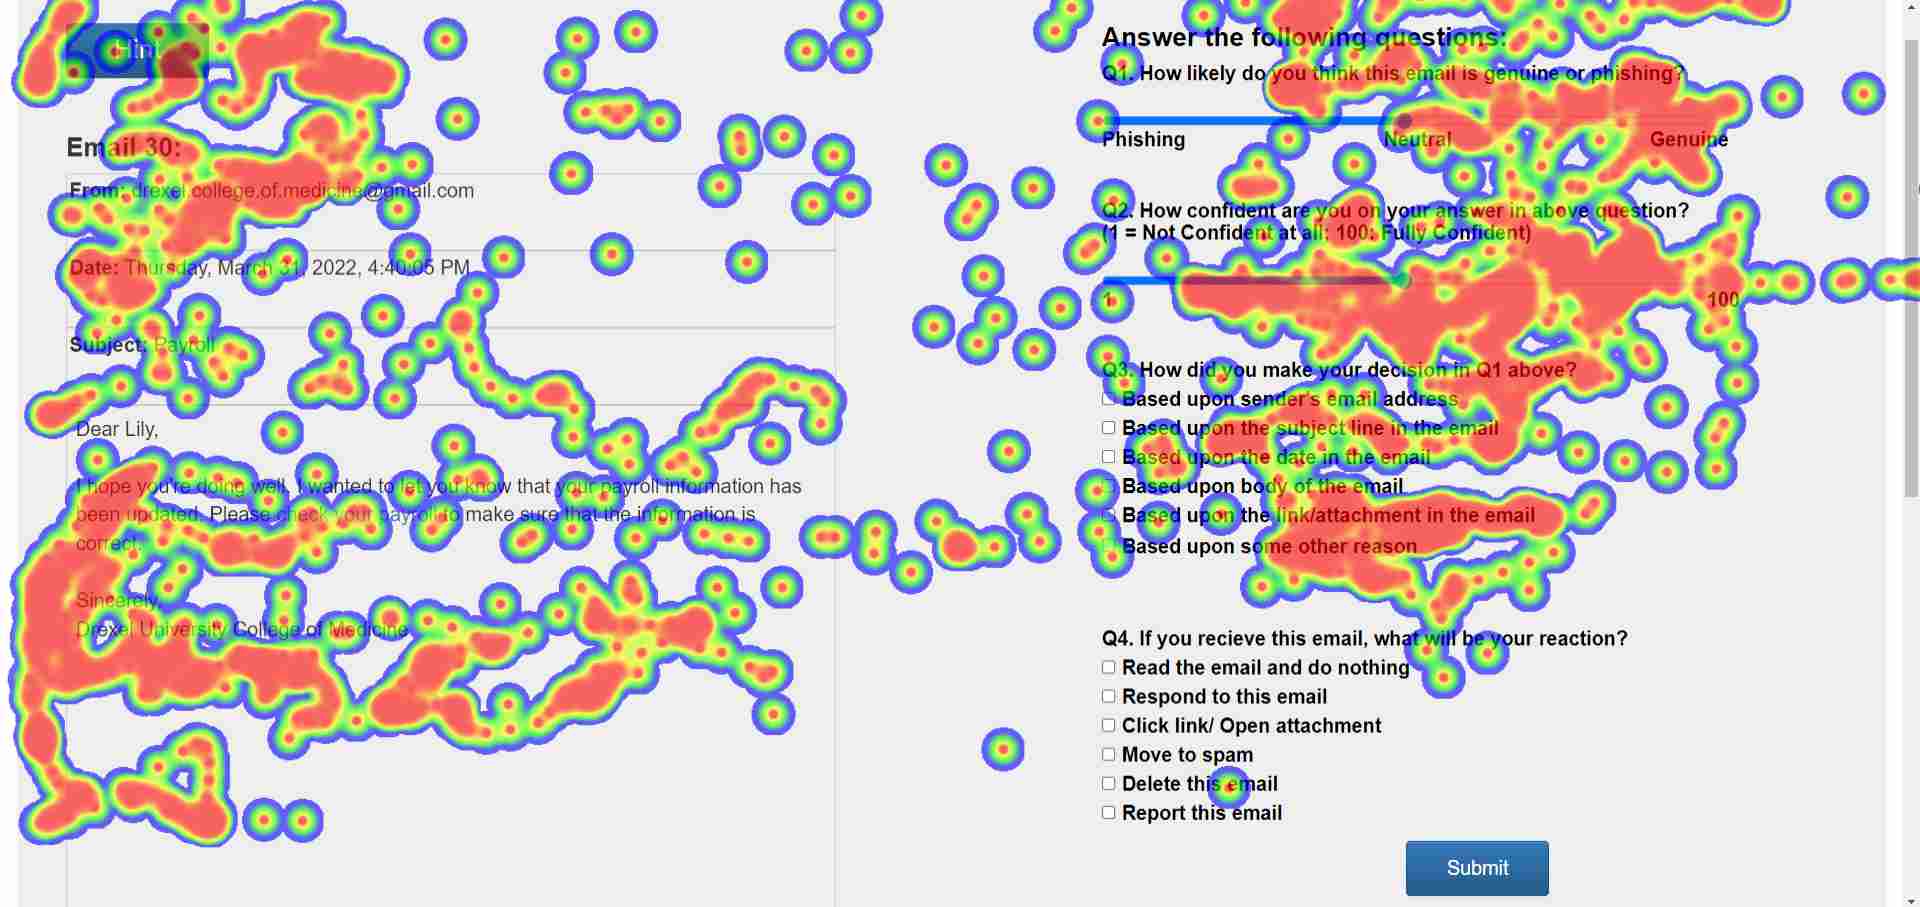 Hint
Email 30:
From: drexel.college.of.medicine@gmail.com
Date: Thursday, March 31, 2022, 4:40:05 PM
Subject: Payroll
Dear Lily,
I hope you're doing well. I wanted to let you know that your payroll information has
been updated. Please check your payroll to make sure that the information is
correct.
Sincerely,
Drexel University College of Medicine
Answer the following questions:
Q1. How likely do you think this email is genuine or phishing?
Phishing
Neutral
Genuine
Q2. How confident are you on your answer in above question?
(1 = Not Confident at all; 100: Fully Confident)
1
100
Q3. How did you make your decision in Q1 above?
Based upon sender's email address
Based upon the subject line in the email
Based upon the date in the email
Based upon body of the email
Based upon the link/attachment in the email
Based upon some other reason
Q4. If you recieve this email, what will be your reaction?
Read the email and do nothing
Respond to this email
Click link/ Open attachment
Move to spam
Delete this email
Report this email
Submit